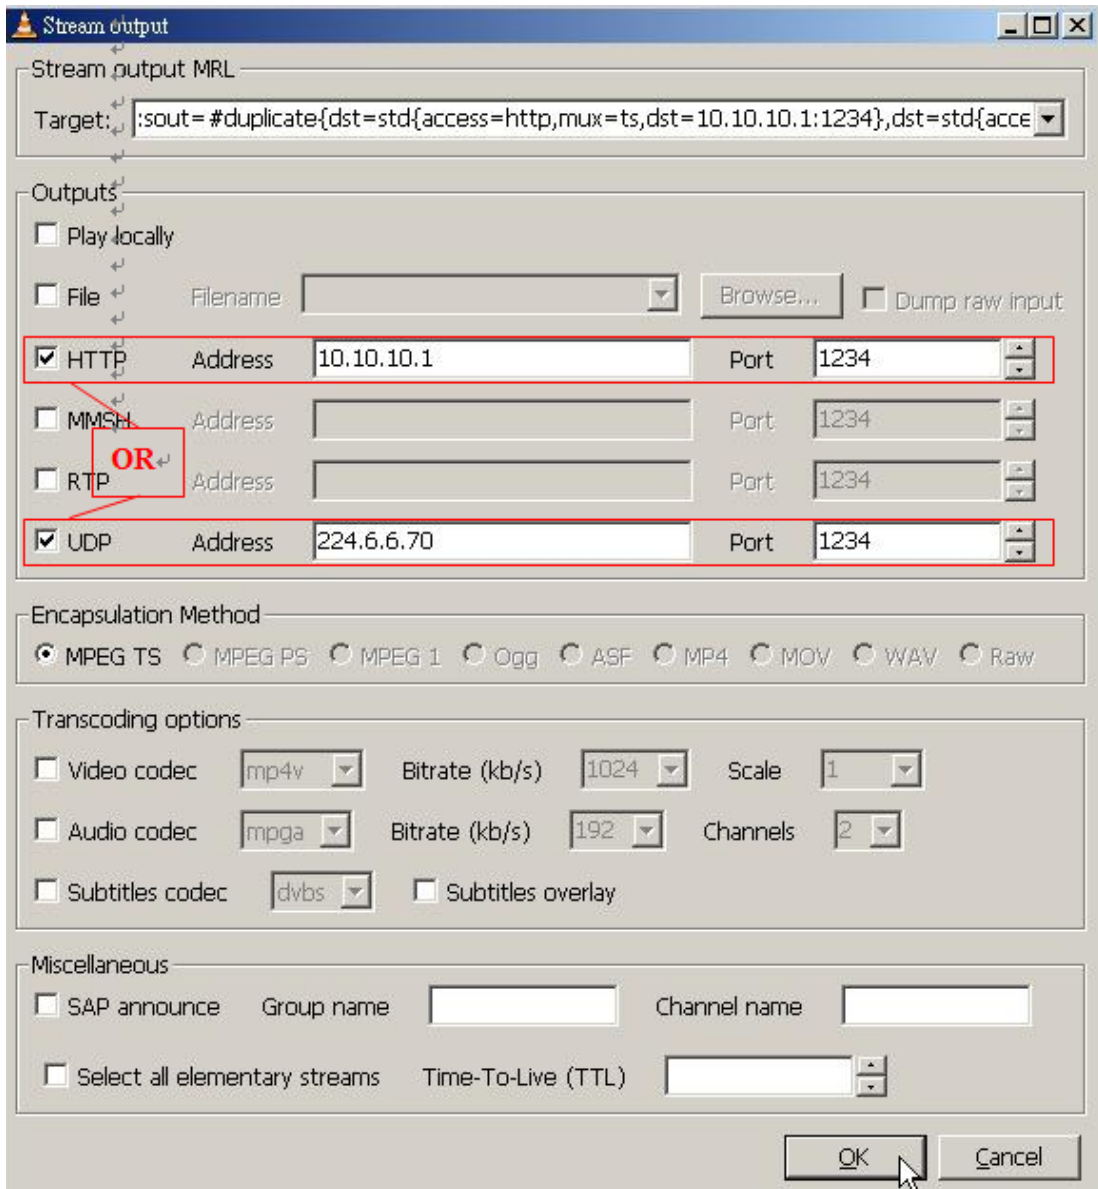 Stream output
Stream output MRL
Target: :sout=#duplicate{dst=std{access=http,mux=ts,dst=10.10.10.1:1234},dst=std{acce
Outputs
Play locally
File Filename Browse... Dump raw input
HTTP Address 10.10.10.1 Port 1234
MMSH Address Port 1234
OR
RTP Address Port 1234
UDP Address 224.6.6.70 Port 1234
Encapsulation Method
MPEG TS MPEG PS MPEG 1 Ogg ASF MP4 MOV WAV Raw
Transcoding options
Video codec mp4v Bitrate (kb/s) 1024 Scale 1
Audio codec mpga Bitrate (kb/s) 192 Channels 2
Subtitles codec dvbs Subtitles overlay
Miscellaneous
SAP announce Group name Channel name
Select all elementary streams Time-To-Live (TTL)
OK Cancel